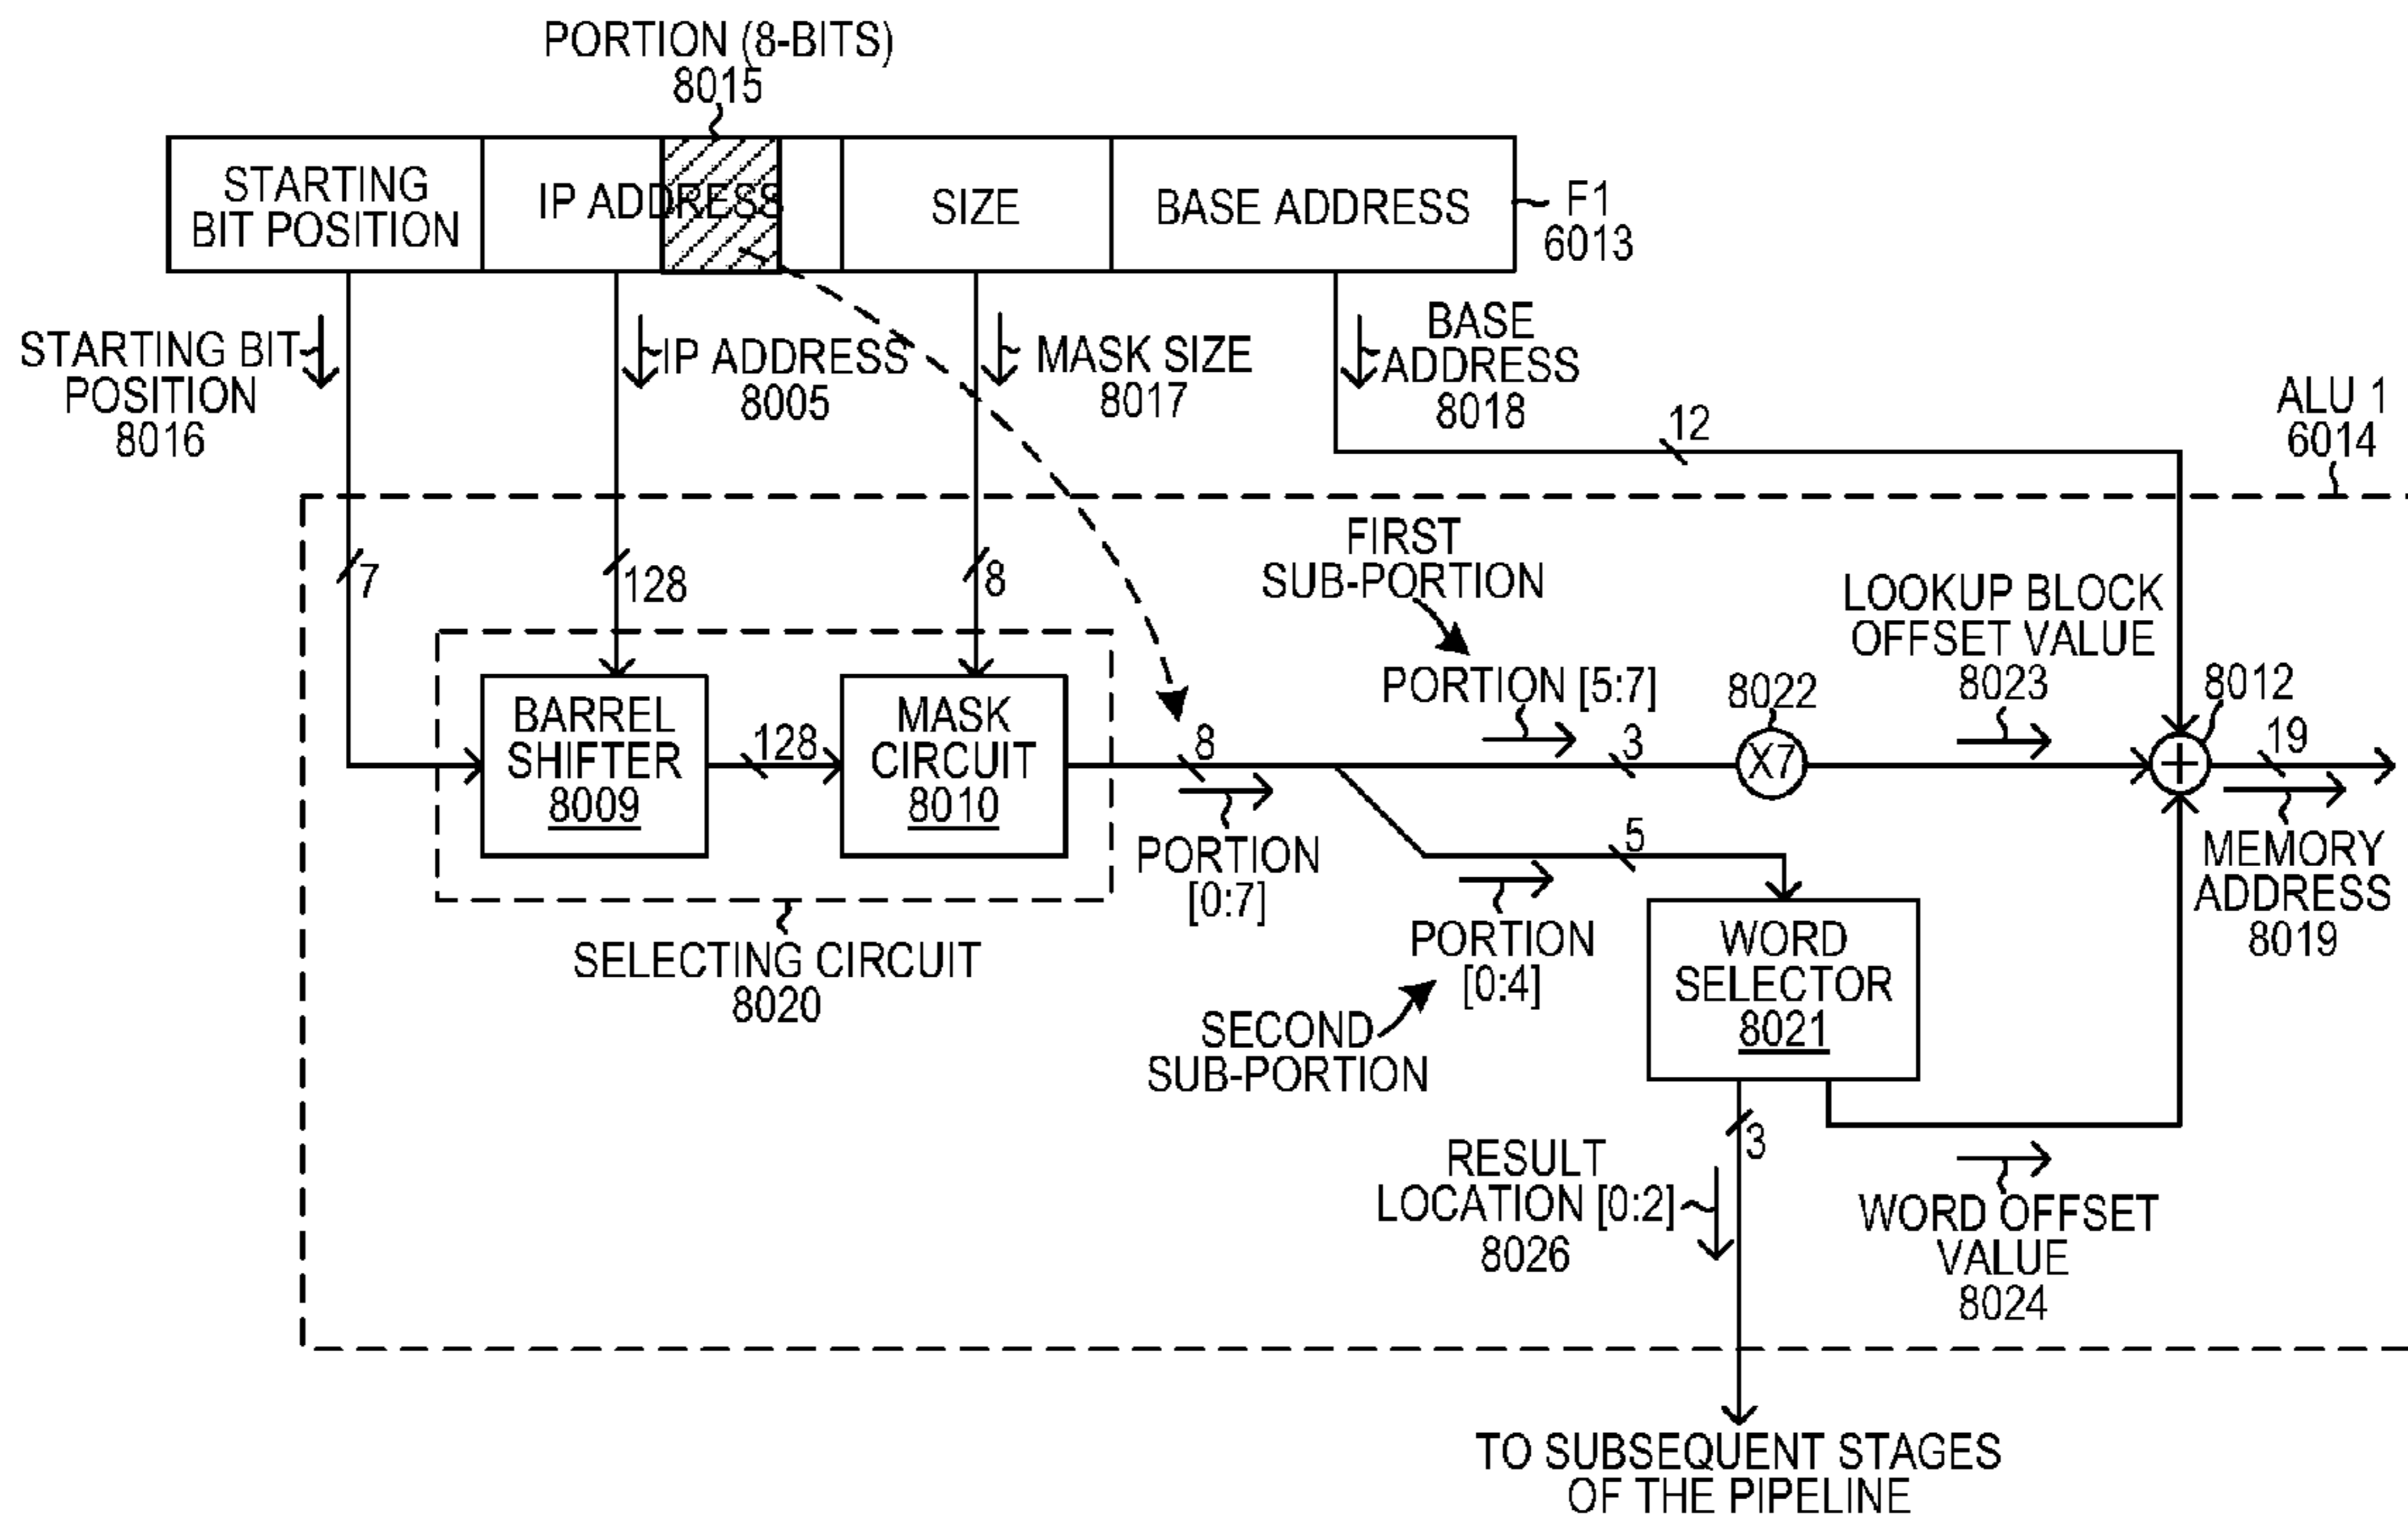 PORTION (8-BITS)
8015
STARTING
BIT POSITION
IP ADDRESS
SIZE
BASE ADDRESS
F1
6013
STARTING BIT
POSITION
8016
IP ADDRESS
8005
MASK SIZE
8017
BASE
ADDRESS
8018
12
ALU 1
6014
7
128
8
FIRST
SUB-PORTION
LOOKUP BLOCK
OFFSET VALUE
8023
PORTION [5:7]
8022
8012
BARREL
SHIFTER
8009
128
MASK
CIRCUIT
8010
8
3
X7
+
19
PORTION
[0:7]
5
MEMORY
ADDRESS
8019
SELECTING CIRCUIT
8020
PORTION
[0:4]
SECOND
SUB-PORTION
WORD
SELECTOR
8021
3
RESULT
LOCATION [0:2]
8026
WORD OFFSET
VALUE
8024
TO SUBSEQUENT STAGES
OF THE PIPELINE